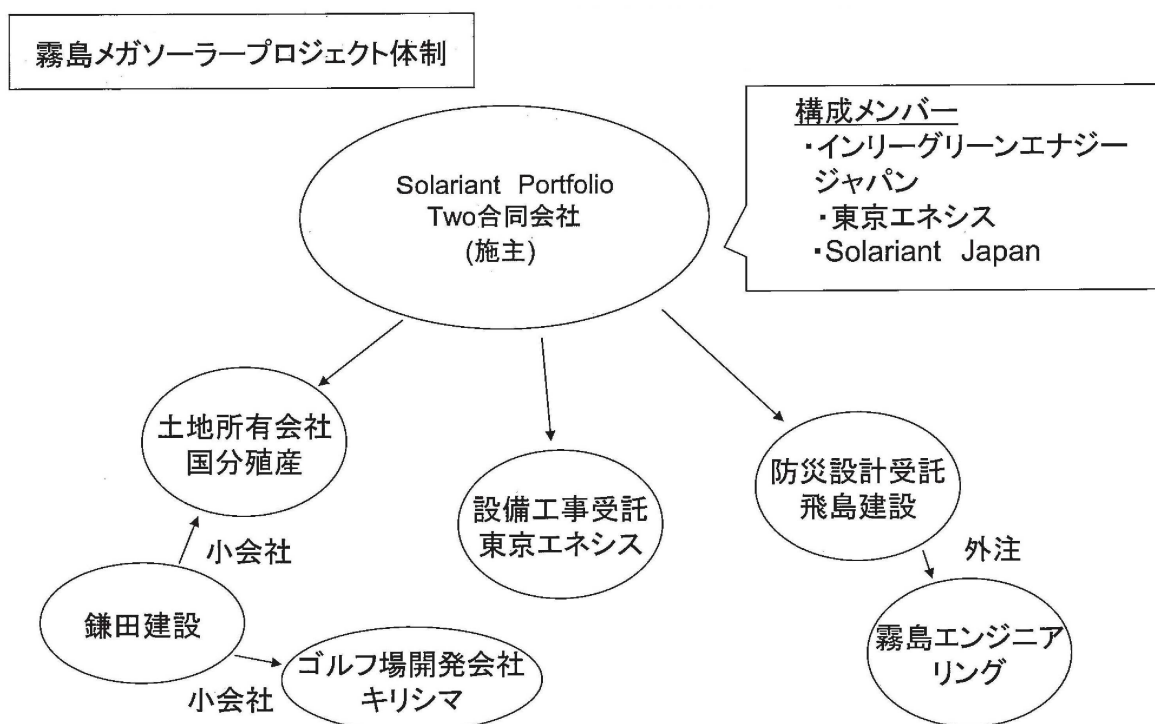 霧島メガソーラープロジェクト体制
構成メンバー
・インリーグリーンエナジー
ジャパン
・東京エネシス
・Solariant Japan
Solariant Portfolio
Two合同会社
(施主)
土地所有会社
国分殖産
設備工事受託
東京エネシス
防災設計受託
飛島建設
小会社
外注
鎌田建設
霧島エンジニア
リング
小会社
ゴルフ場開発会社
キリシマ